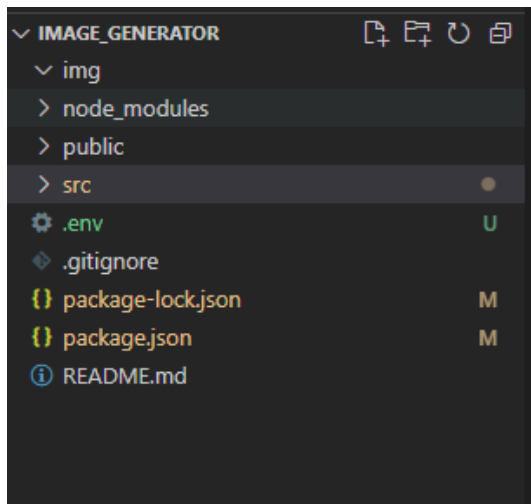 IMAGE_GENERATOR
img
node_modules
public
src
.env U
.gitignore
{} package-lock.json M
{} package.json M
README.md